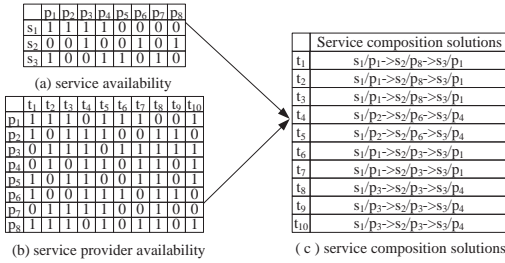 p1 p2 p3 p4 p5 p6 p7 p8
s1 1 1 1 1 0 0 0 0
s2 0 0 1 0 0 1 0 1
s3 1 0 0 1 1 0 1 0
(a) service availability
t1 t2 t3 t4 t5 t6 t7 t8 t9 t10
p1 1 1 1 0 1 1 1 0 0 1
p2 1 0 1 1 1 0 0 1 1 0
p3 0 1 1 1 0 1 1 1 1 1
p4 0 1 0 1 1 0 1 1 0 1
p5 1 0 1 1 0 0 1 1 0 1
p6 1 0 0 1 1 1 0 1 1 0
p7 0 1 1 1 0 0 1 1 0 1
p8 1 1 1 0 1 0 1 1 0 1
(b) service provider availability
Service composition solutions
t1 s1/p1->s2/p8->s3/p1
t2 s1/p1->s2/p8->s3/p1
t3 s1/p1->s2/p8->s3/p1
t4 s1/p2->s2/p6->s3/p4
t5 s1/p2->s2/p6->s3/p4
t6 s1/p1->s2/p3->s3/p1
t7 s1/p1->s2/p3->s3/p1
t8 s1/p3->s2/p3->s3/p4
t9 s1/p3->s2/p3->s3/p4
t10 s1/p3->s2/p3->s3/p4
( c ) service composition solutions